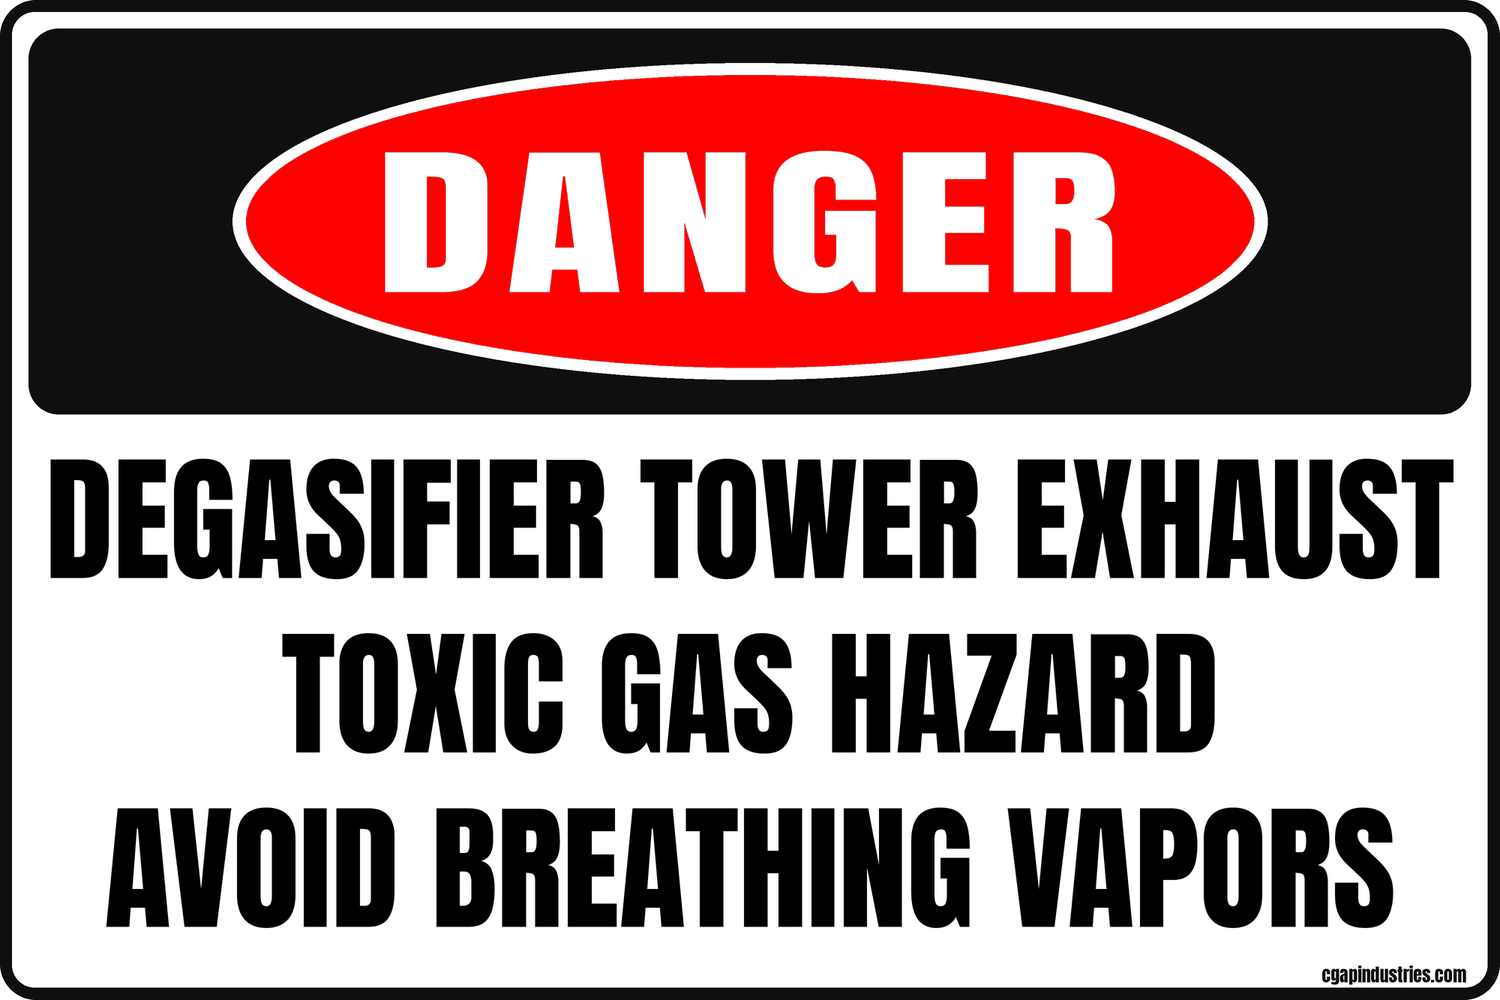 DANGER
DEGASIFIER TOWER EXHAUST
TOXIC GAS HAZARD
AVOID BREATHING VAPORS
cgapindustries.com